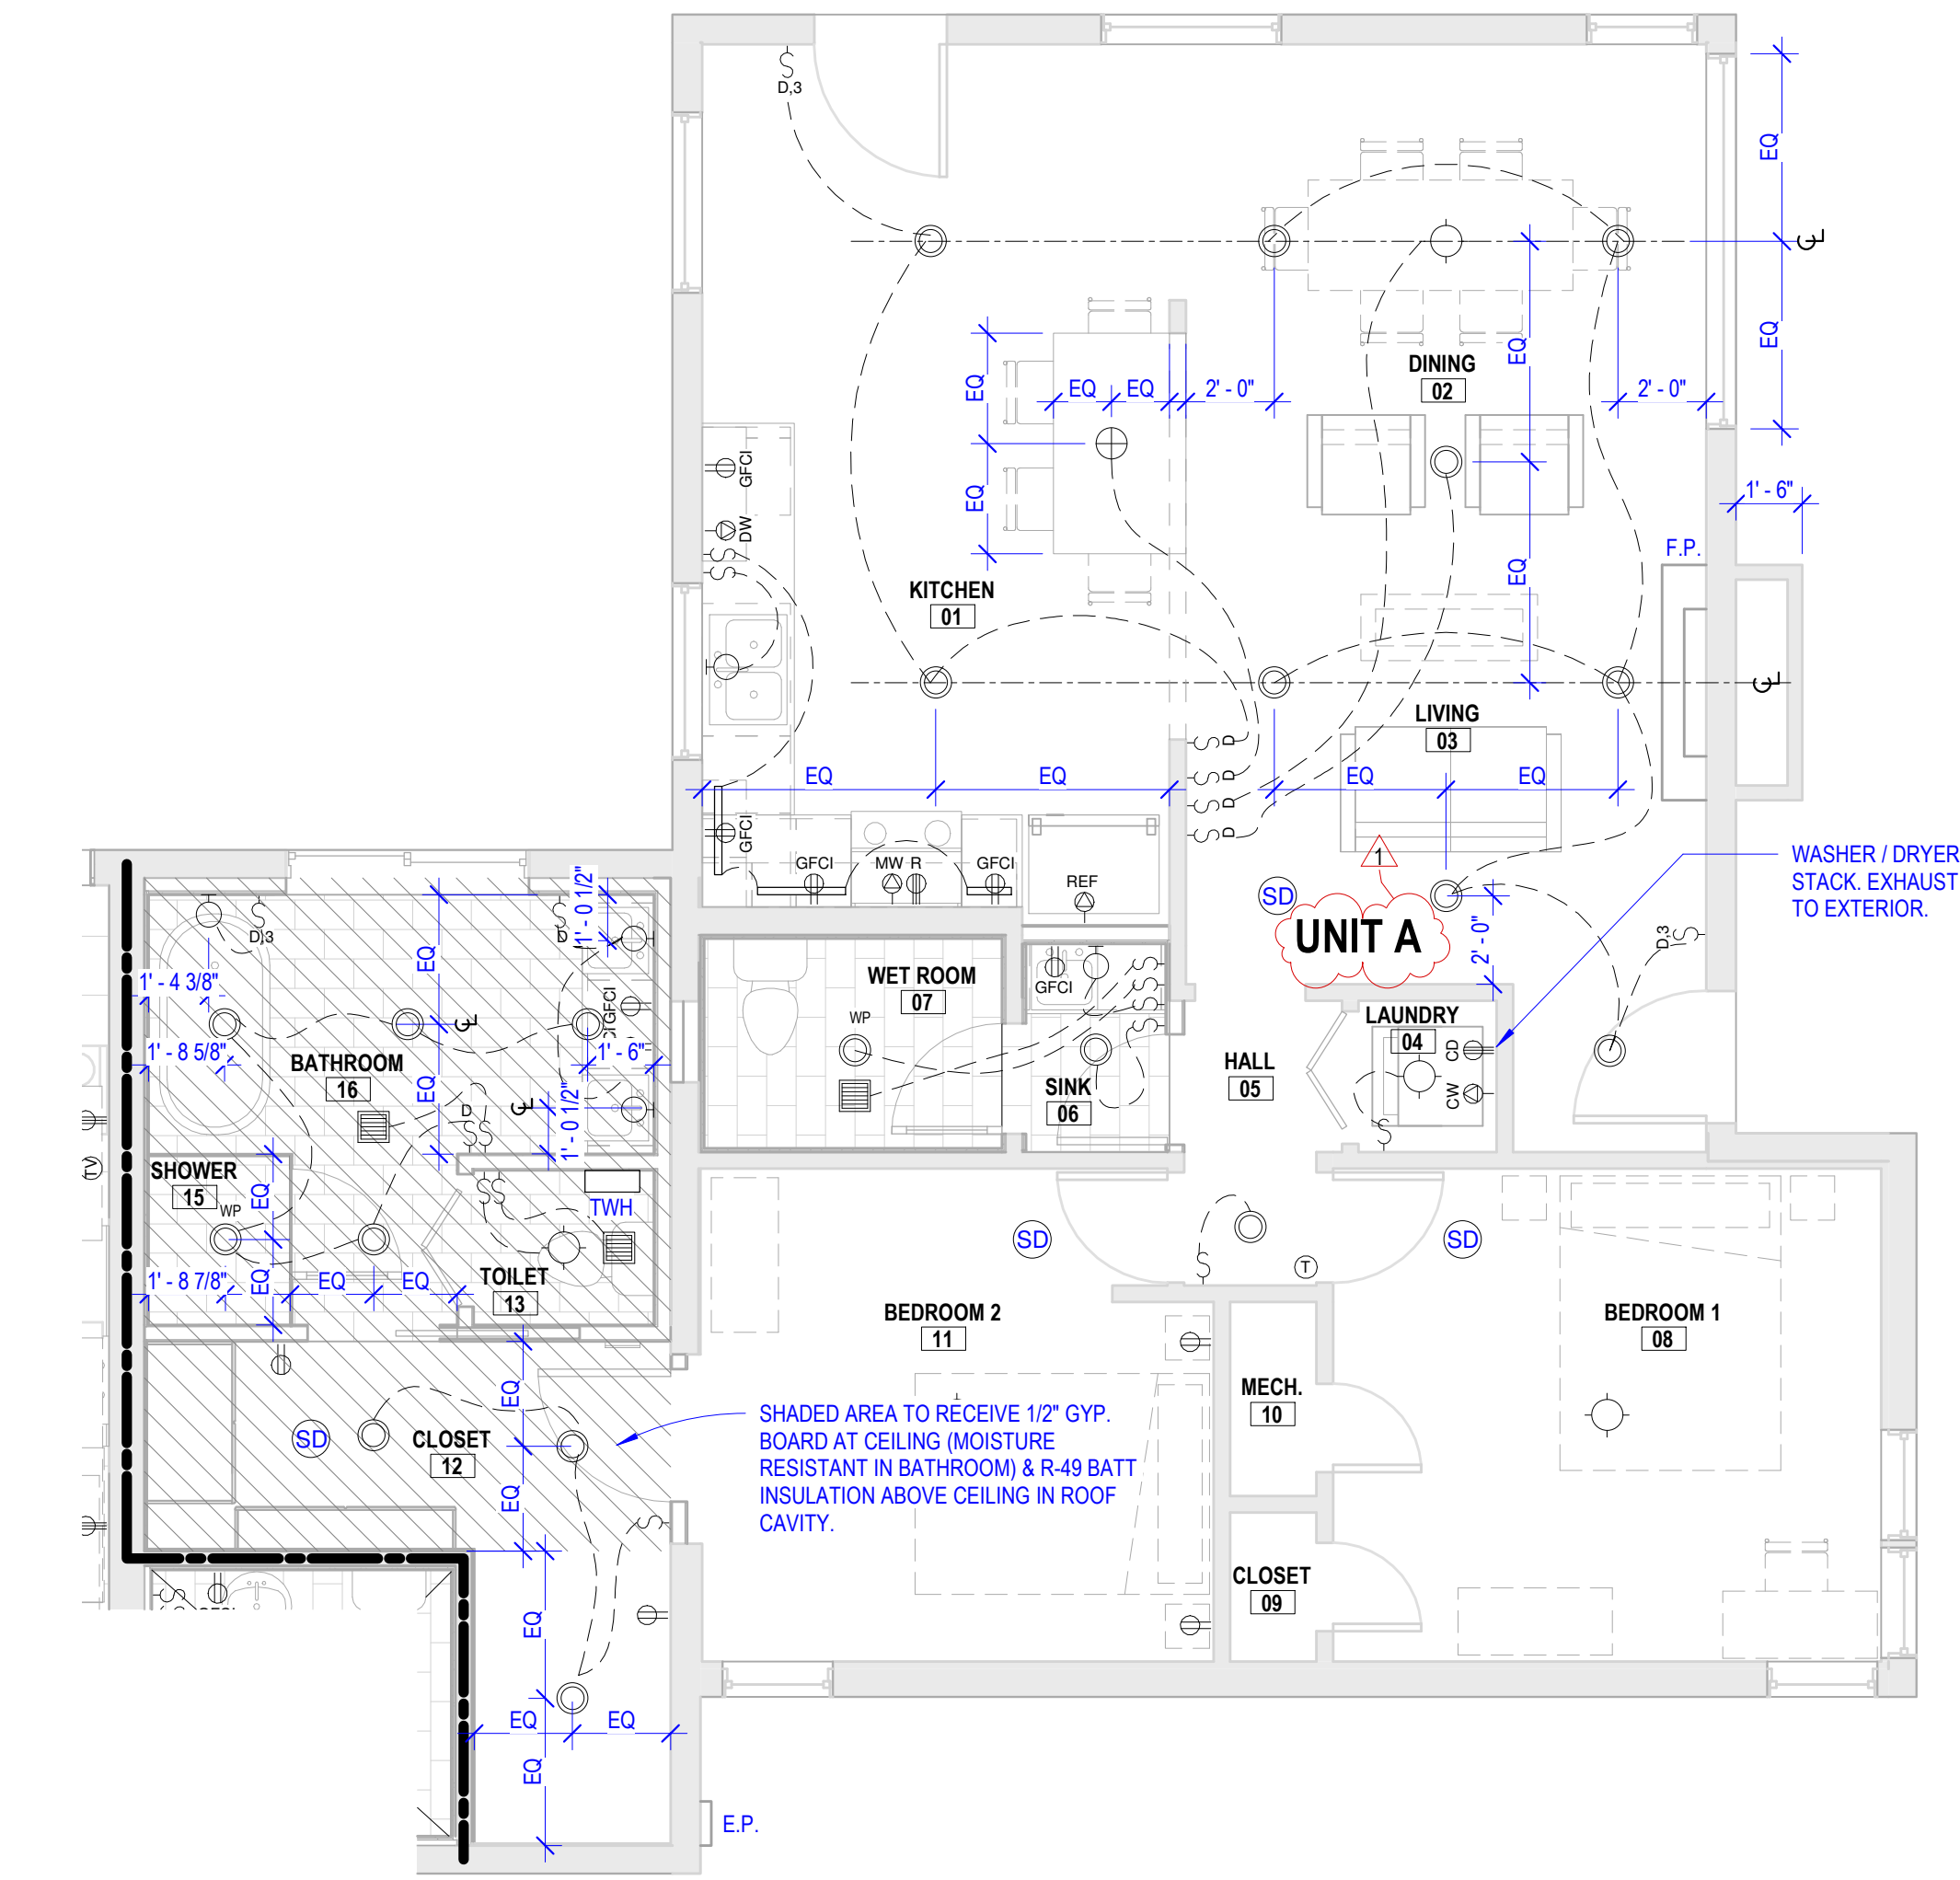 S
D,3
EQ
EQ
℄
DINING
02
EQ
EQ
EQ
EQ
EQ
2' - 0"
2' - 0"
GFCI
DW
EQ
EQ
1' - 6"
F.P.
KITCHEN
01
℄
LIVING
03
D
D
D
D
EQ
EQ
EQ
EQ
GFCI
GFCI
MW
R
GFCI
REF
1
SD
UNIT A
2' - 0"
D,3
WASHER / DRYER
STACK. EXHAUST
TO EXTERIOR.
D,3
D
1' - 0 1/2"
EQ
1' - 4 3/8"
GFCI
℄
1' - 8 5/8"
BATHROOM
16
EQ
1' - 6"
D
℄
1' - 0 1/2"
WET ROOM
07
WP
GFCI
SINK
06
HALL
05
LAUNDRY
04
CD
CW
TV
SHOWER
15
WP
EQ
EQ
1' - 8 7/8"
EQ
EQ
TOILET
13
TWH
SD
T
SD
BEDROOM 2
11
BEDROOM 1
08
MECH.
10
SD
CLOSET
12
EQ
EQ
SHADED AREA TO RECEIVE 1/2" GYP.
BOARD AT CEILING (MOISTURE
RESISTANT IN BATHROOM) & R-49 BATT
INSULATION ABOVE CEILING IN ROOF
CAVITY.
CLOSET
09
EQ
EQ
EQ
EQ
E.P.